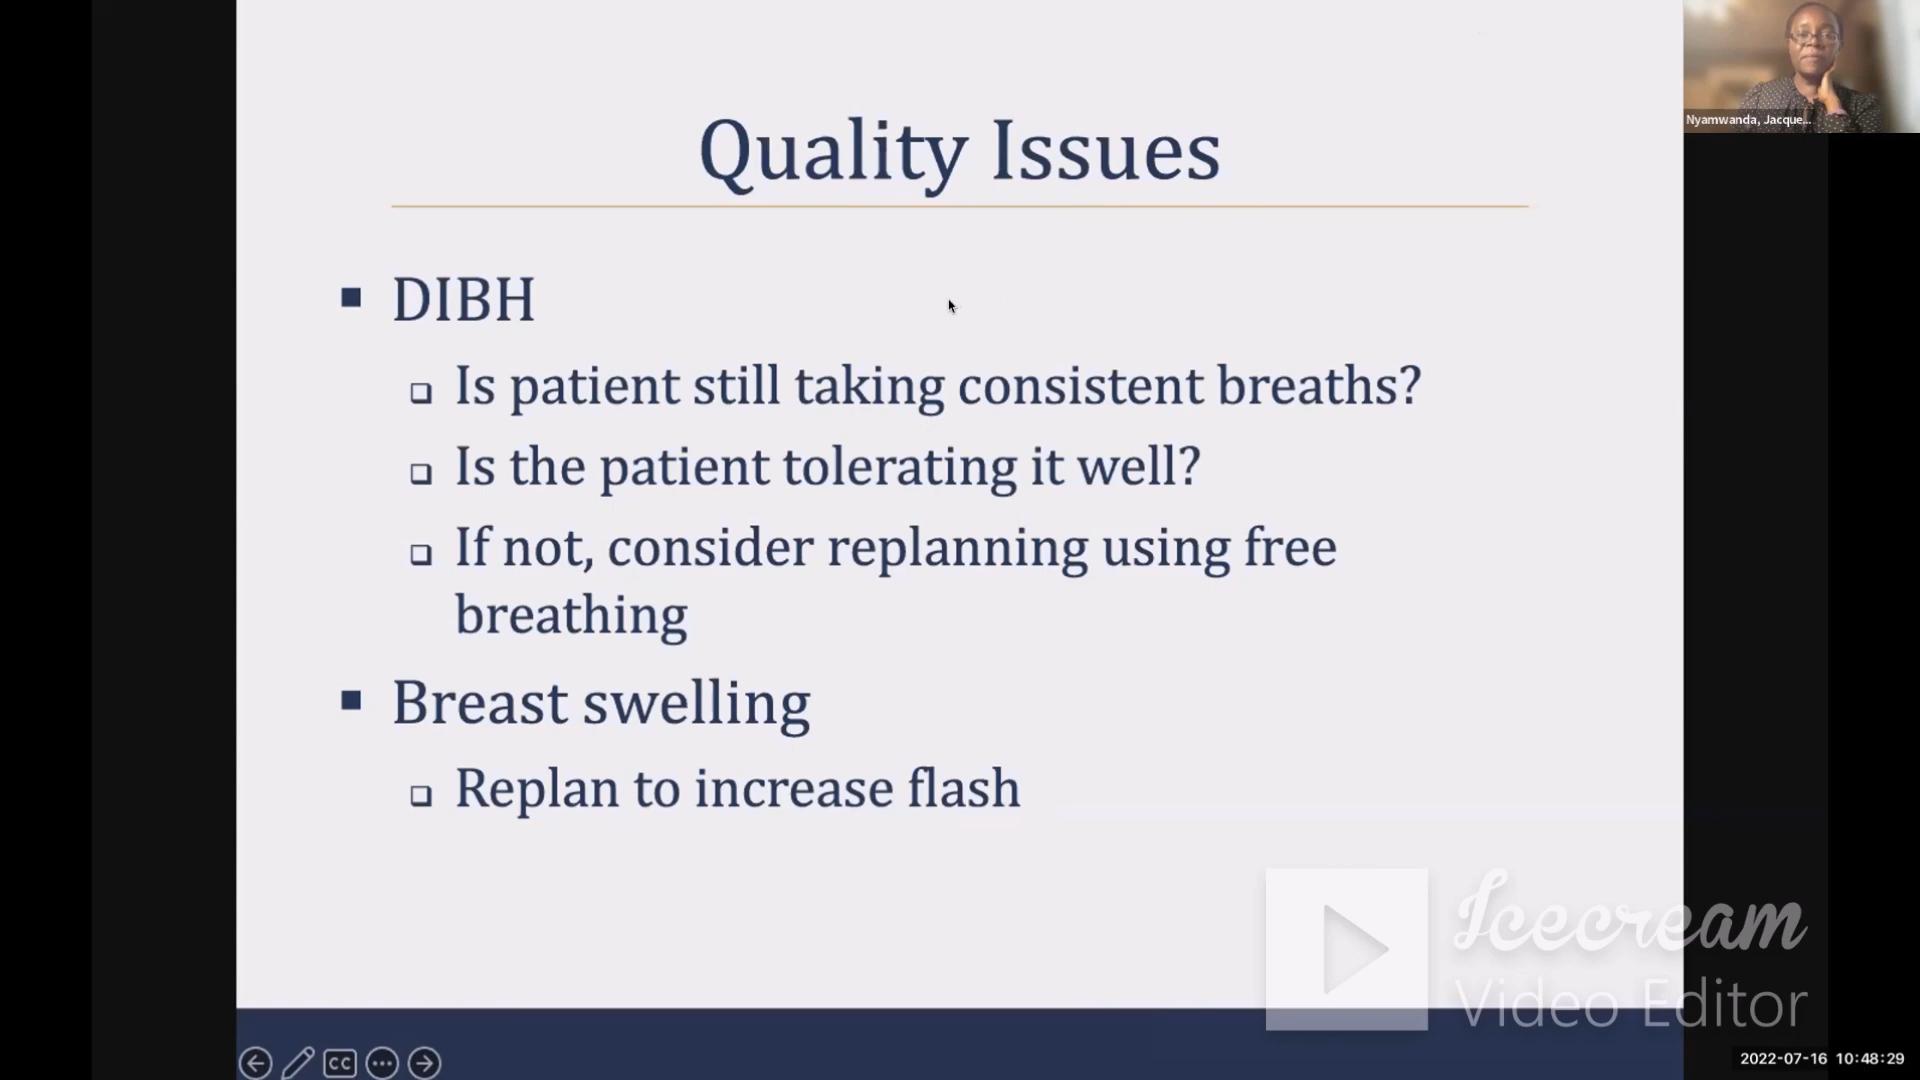 Quality Issues
Nyamwanda, Jacque...
DIBH
Is patient still taking consistent breaths?
Is the patient tolerating it well?
If not, consider replanning using free
breathing
Breast swelling
Replan to increase flash
Icecream
Video Editor
CC
2022-07-16 10:48:29